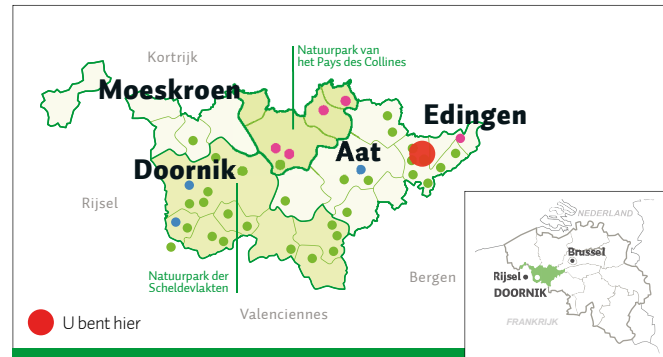 Kortrijk
Natuurpark van
het Pays des Collines
Moeskroen
Edingen
Aat
Doornik
Rijsel
Natuurpark der
Scheldevlakten
Bergen
Valenciennes
U bent hier
NEDERLAND
Brussel
Rijsel
DOORNIK
FRANKRIJK